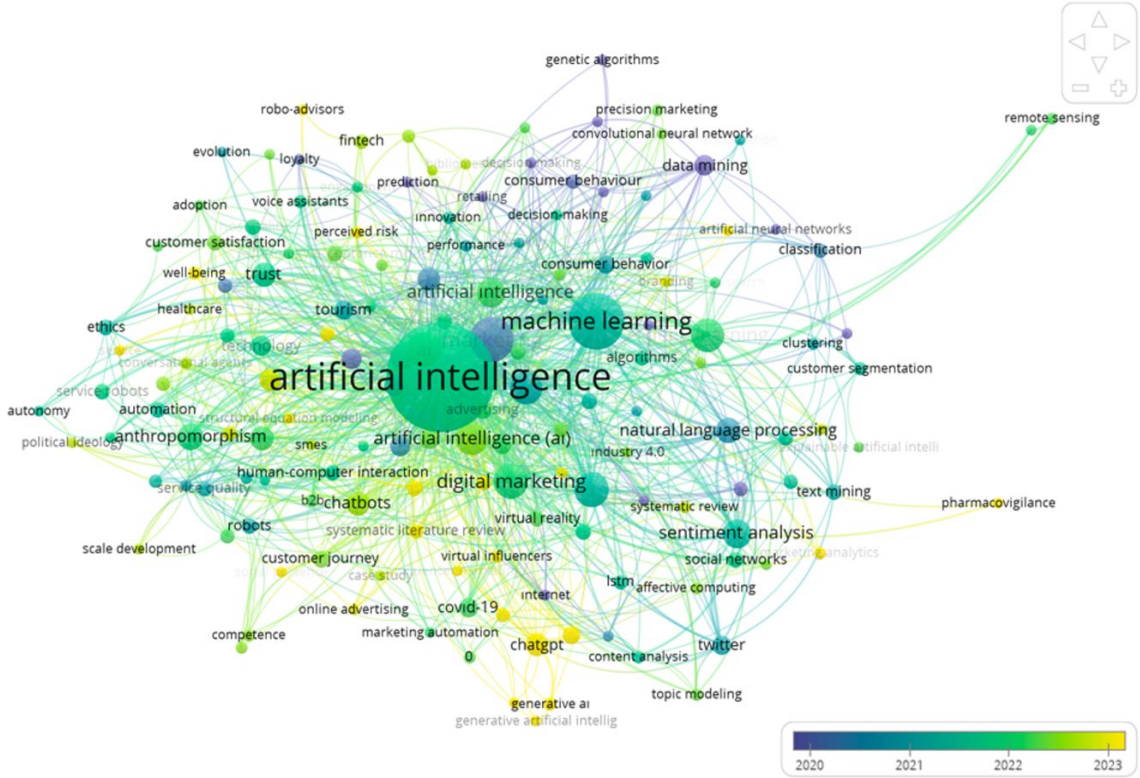 genetic algorithms
robo-advisors
precision marketing
remote sensing
fintech
convolutional neural network
evolution
loyalty
decision making
data mining
prediction
consumer behaviour
adoption
voice assistants
retailing
innovation
decision-making
perceived risk
artificial neural networks
customer satisfaction
performance
classification
well-being
trust
consumer behavior
branding
artificial intelligence
healthcare
tourism
machine learning
ethics
technology
clustering
conversational agents
algorithms
customer segmentation
artificial intelligence
service robots
autonomy
automation
advertising
structural equation modeling
political ideology
anthropomorphism
smes
artificial intelligence (ai)
natural language processing
industry 4.0
explainable artificial intelli
human-computer interaction
service quality
digital marketing
text mining
b2b
chatbots
systematic review
pharmacovigilance
robots
virtual reality
systematic literature review
sentiment analysis
scale development
customer journey
virtual influencers
social networks
marketing analytics
case study
lstm
affective computing
internet
online advertising
covid-19
competence
marketing automation
chatgpt
twitter
0
content analysis
topic modeling
generative ai
generative artificial intellig
2020 2021 2022 2023